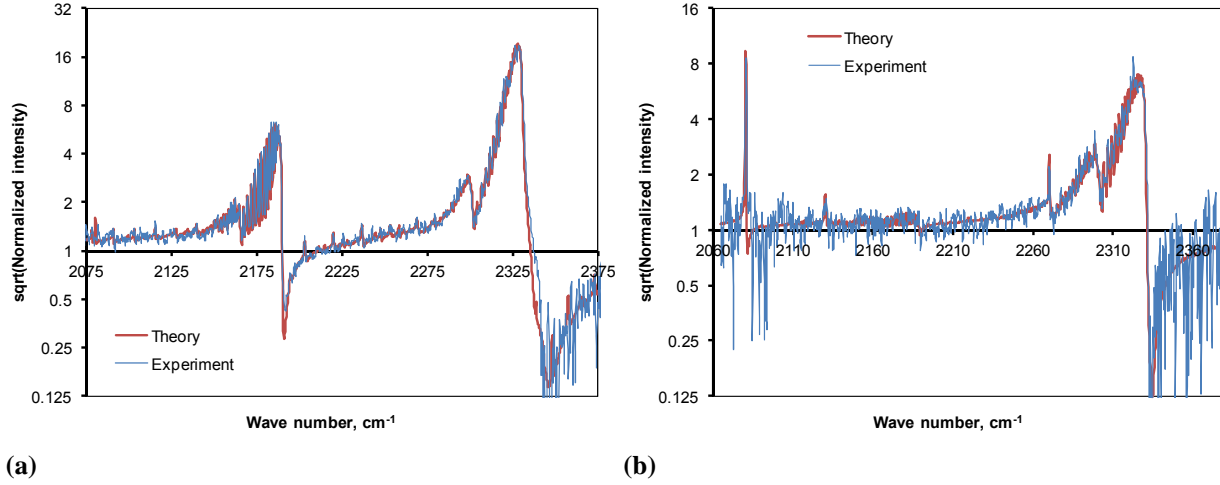 32
16
8
4
2
1
0.5
0.25
0.125
sqrt(Normalized intensity)
2075 2125 2175 2225 2275 2325 2375
Theory
Experiment
Wave number, cm-1
(a)
16
8
4
2
1
0.5
0.25
0.125
sqrt(Normalized intensity)
Theory
Experiment
2060 2110 2160 2210 2260 2310 2360
Wave number, cm-1
(b)